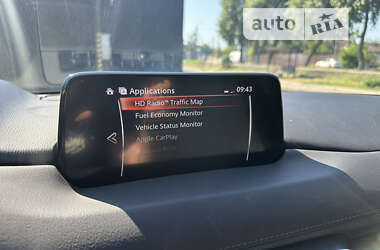 auto RIA
Applications
09:43
HD Radio™ Traffic Map
Fuel Economy Monitor
Vehicle Status Monitor
Apple CarPlay